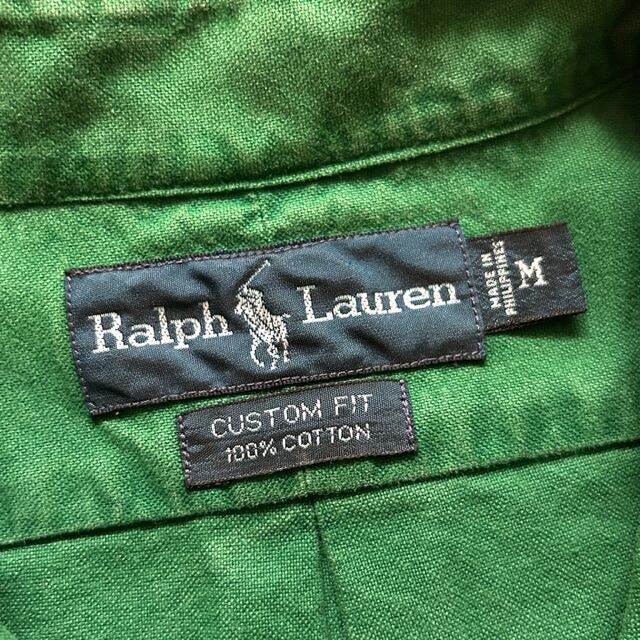 Ralph Lauren
MADE IN
PHILIPPINES
M
CUSTOM FIT
100% COTTON